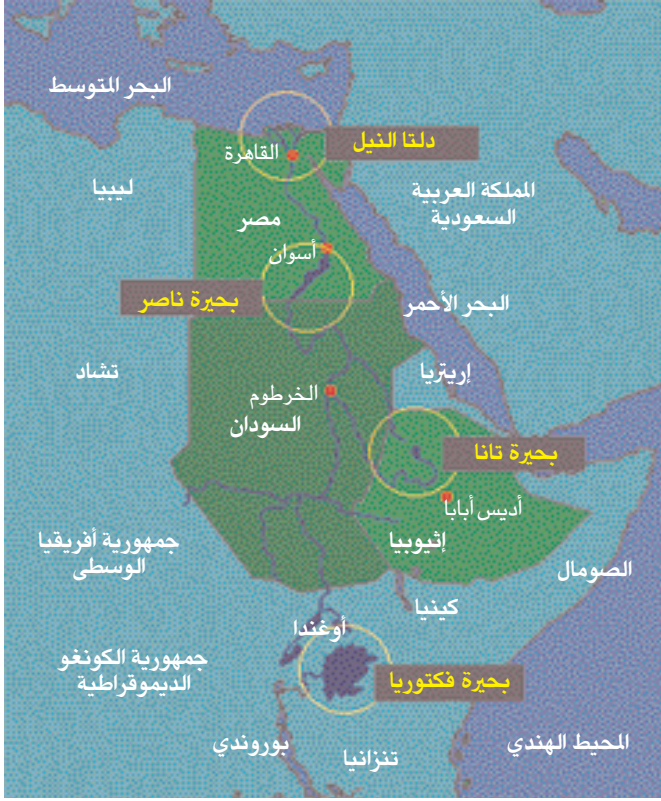 البحر المتوسط
دلتا النيل
القاهرة
ليبيا
المملكة العربية
السعودية
مصر
أسوان
بحيرة ناصر
البحر الأحمر
تشاد
إريتريا
الخرطوم
السودان
بحيرة تانا
أديس أبابا
إثيوبيا
جمهورية أفريقيا
الوسطى
الصومال
كينيا
أوغندا
جمهورية الكونغو
الديموقراطية
بحيرة فكتوريا
بوروندي
تنزانيا
المحيط الهندي